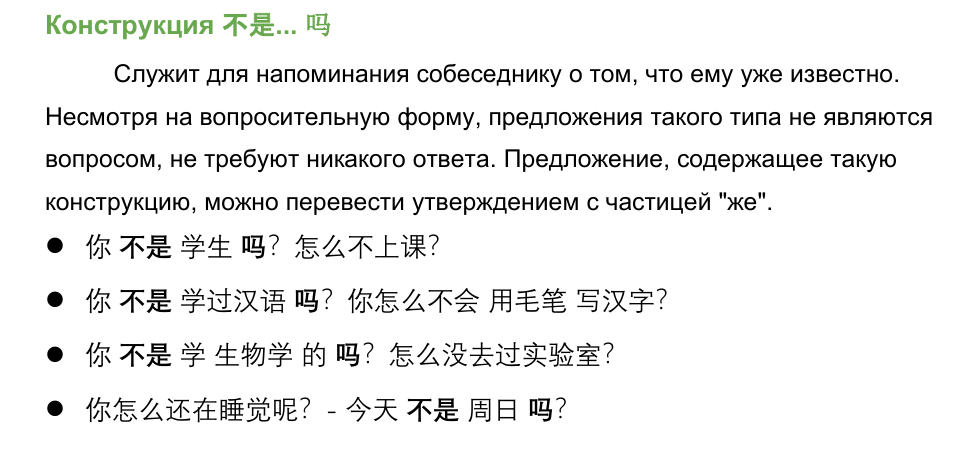 Конструкция 不是... 吗
Служит для напоминания собеседнику о том, что ему уже известно.
Несмотря на вопросительную форму, предложения такого типа не являются
вопросом, не требуют никакого ответа. Предложение, содержащее такую
конструкцию, можно перевести утверждением с частицей "же".
● 你 不是 学生 吗？怎么不上课？
● 你 不是 学过汉语 吗？你怎么不会 用毛笔 写汉字？
● 你 不是 学 生物学 的 吗？怎么没去过实验室？
● 你怎么还在睡觉呢？- 今天 不是 周日 吗？